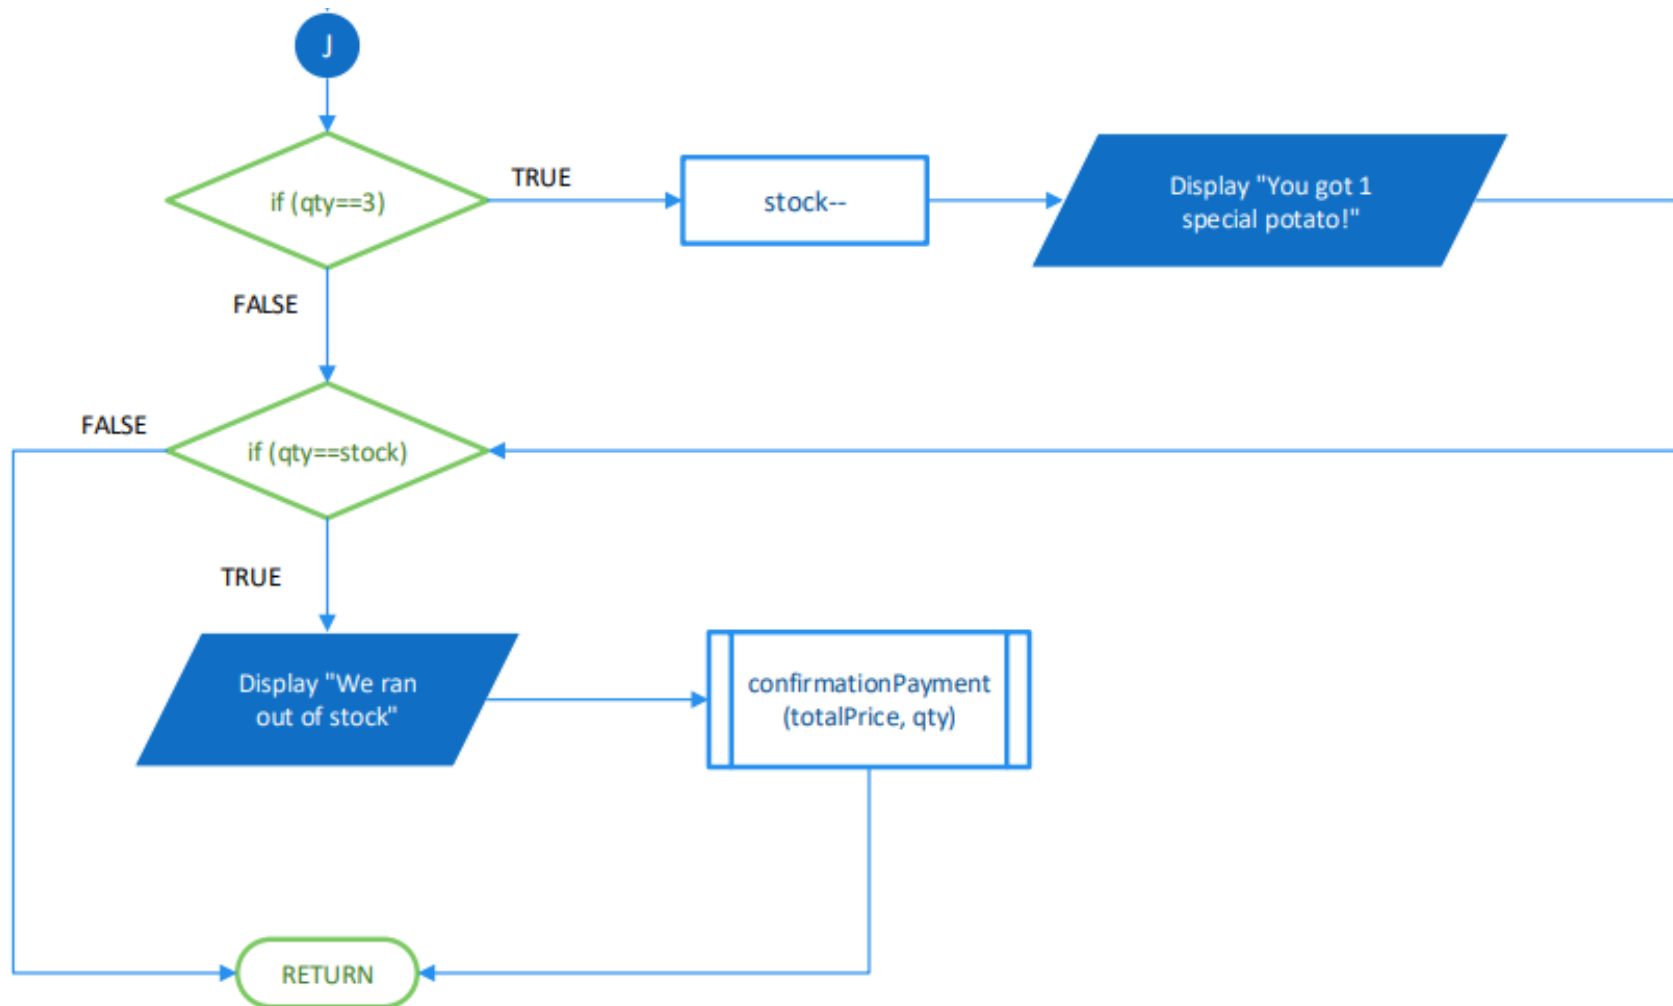 J
if (qty==3)
TRUE
stock--
Display "You got 1
special potato!"
FALSE
FALSE
if (qty==stock)
TRUE
Display "We ran
out of stock"
confirmationPayment
(totalPrice, qty)
RETURN